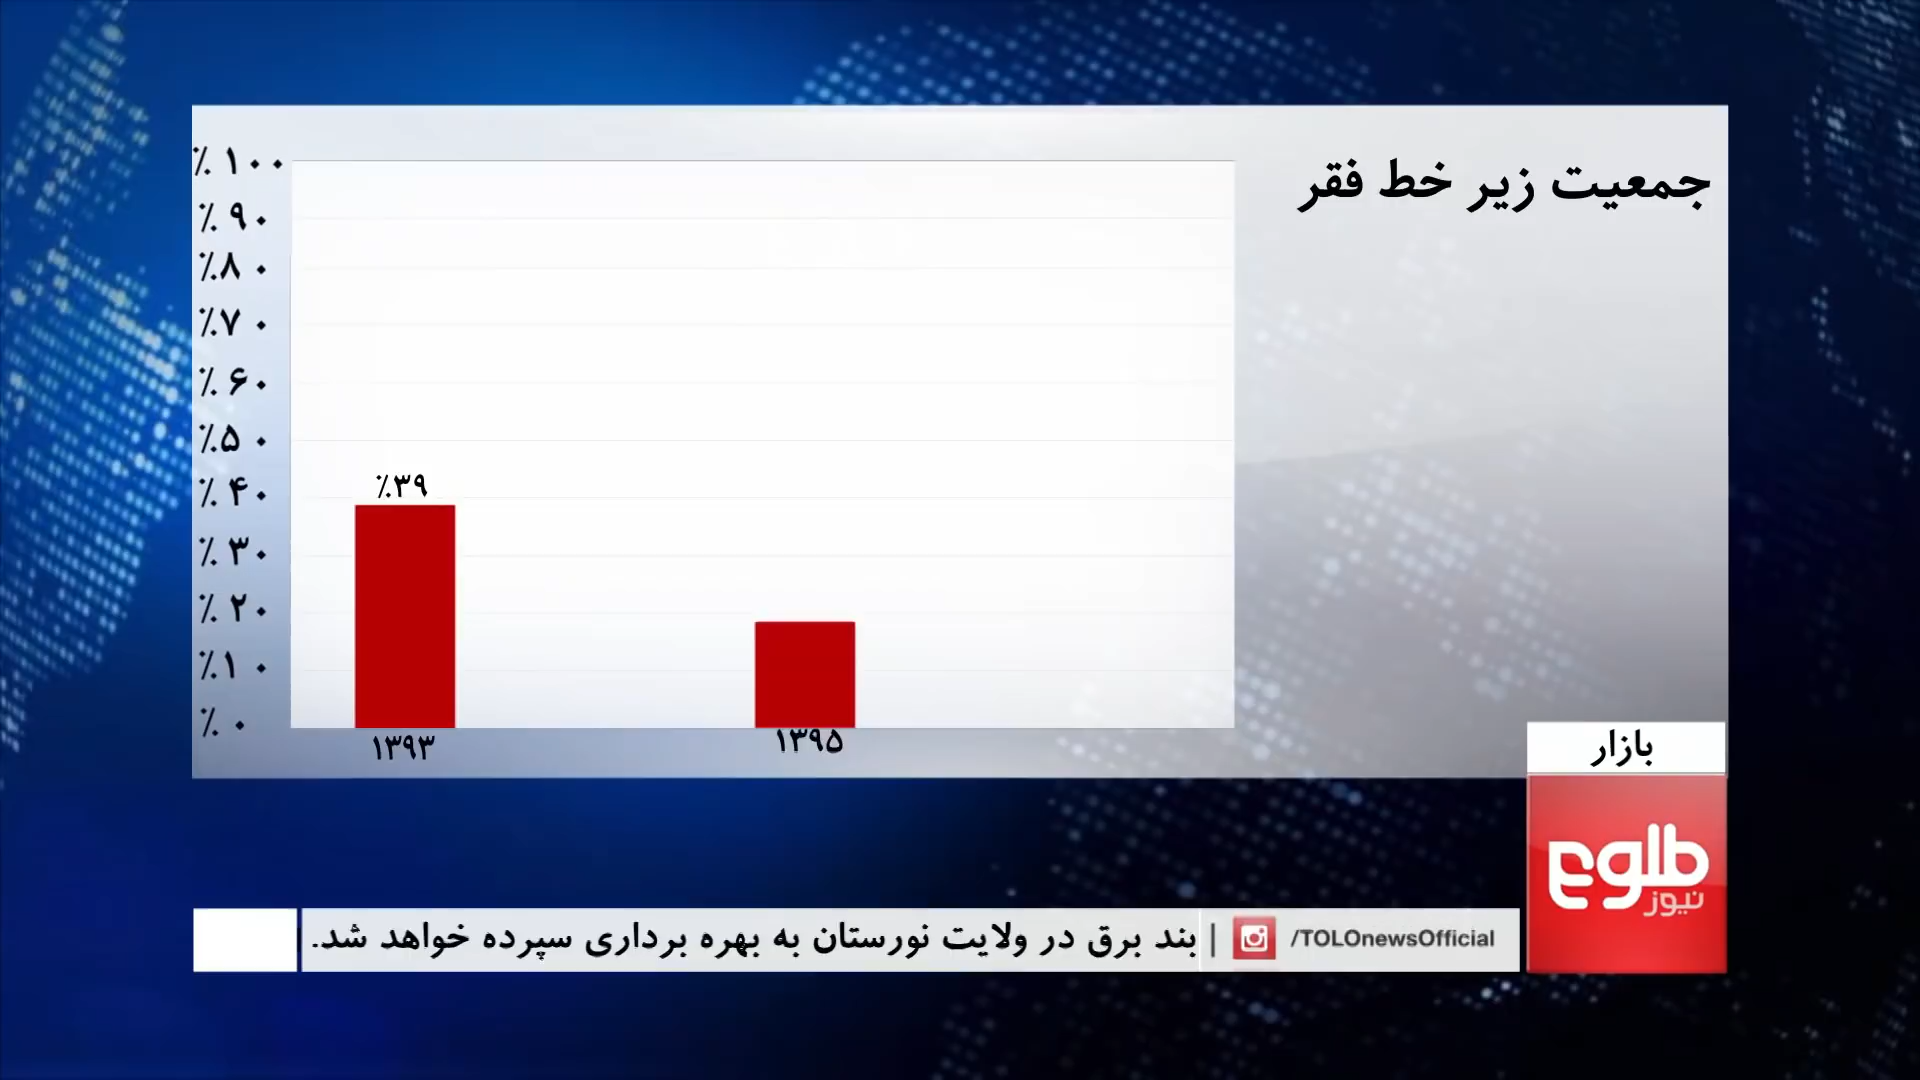 جمعیت زیر خط فقر
٪ ۱۰۰
٪ ۹۰
٪۸۰
٪۷۰
٪ ۶۰
٪۵۰
٪ ۴۰
٪ ۳۰
٪ ۲۰
٪۱۰
٪ ۰
٪۳۹
۱۳۹۳
۱۳۹۵
بازار
طلوع
نیوز
/TOLOnewsOfficial
| بند برق در ولایت نورستان به بهره برداری سپرده خواهد شد.